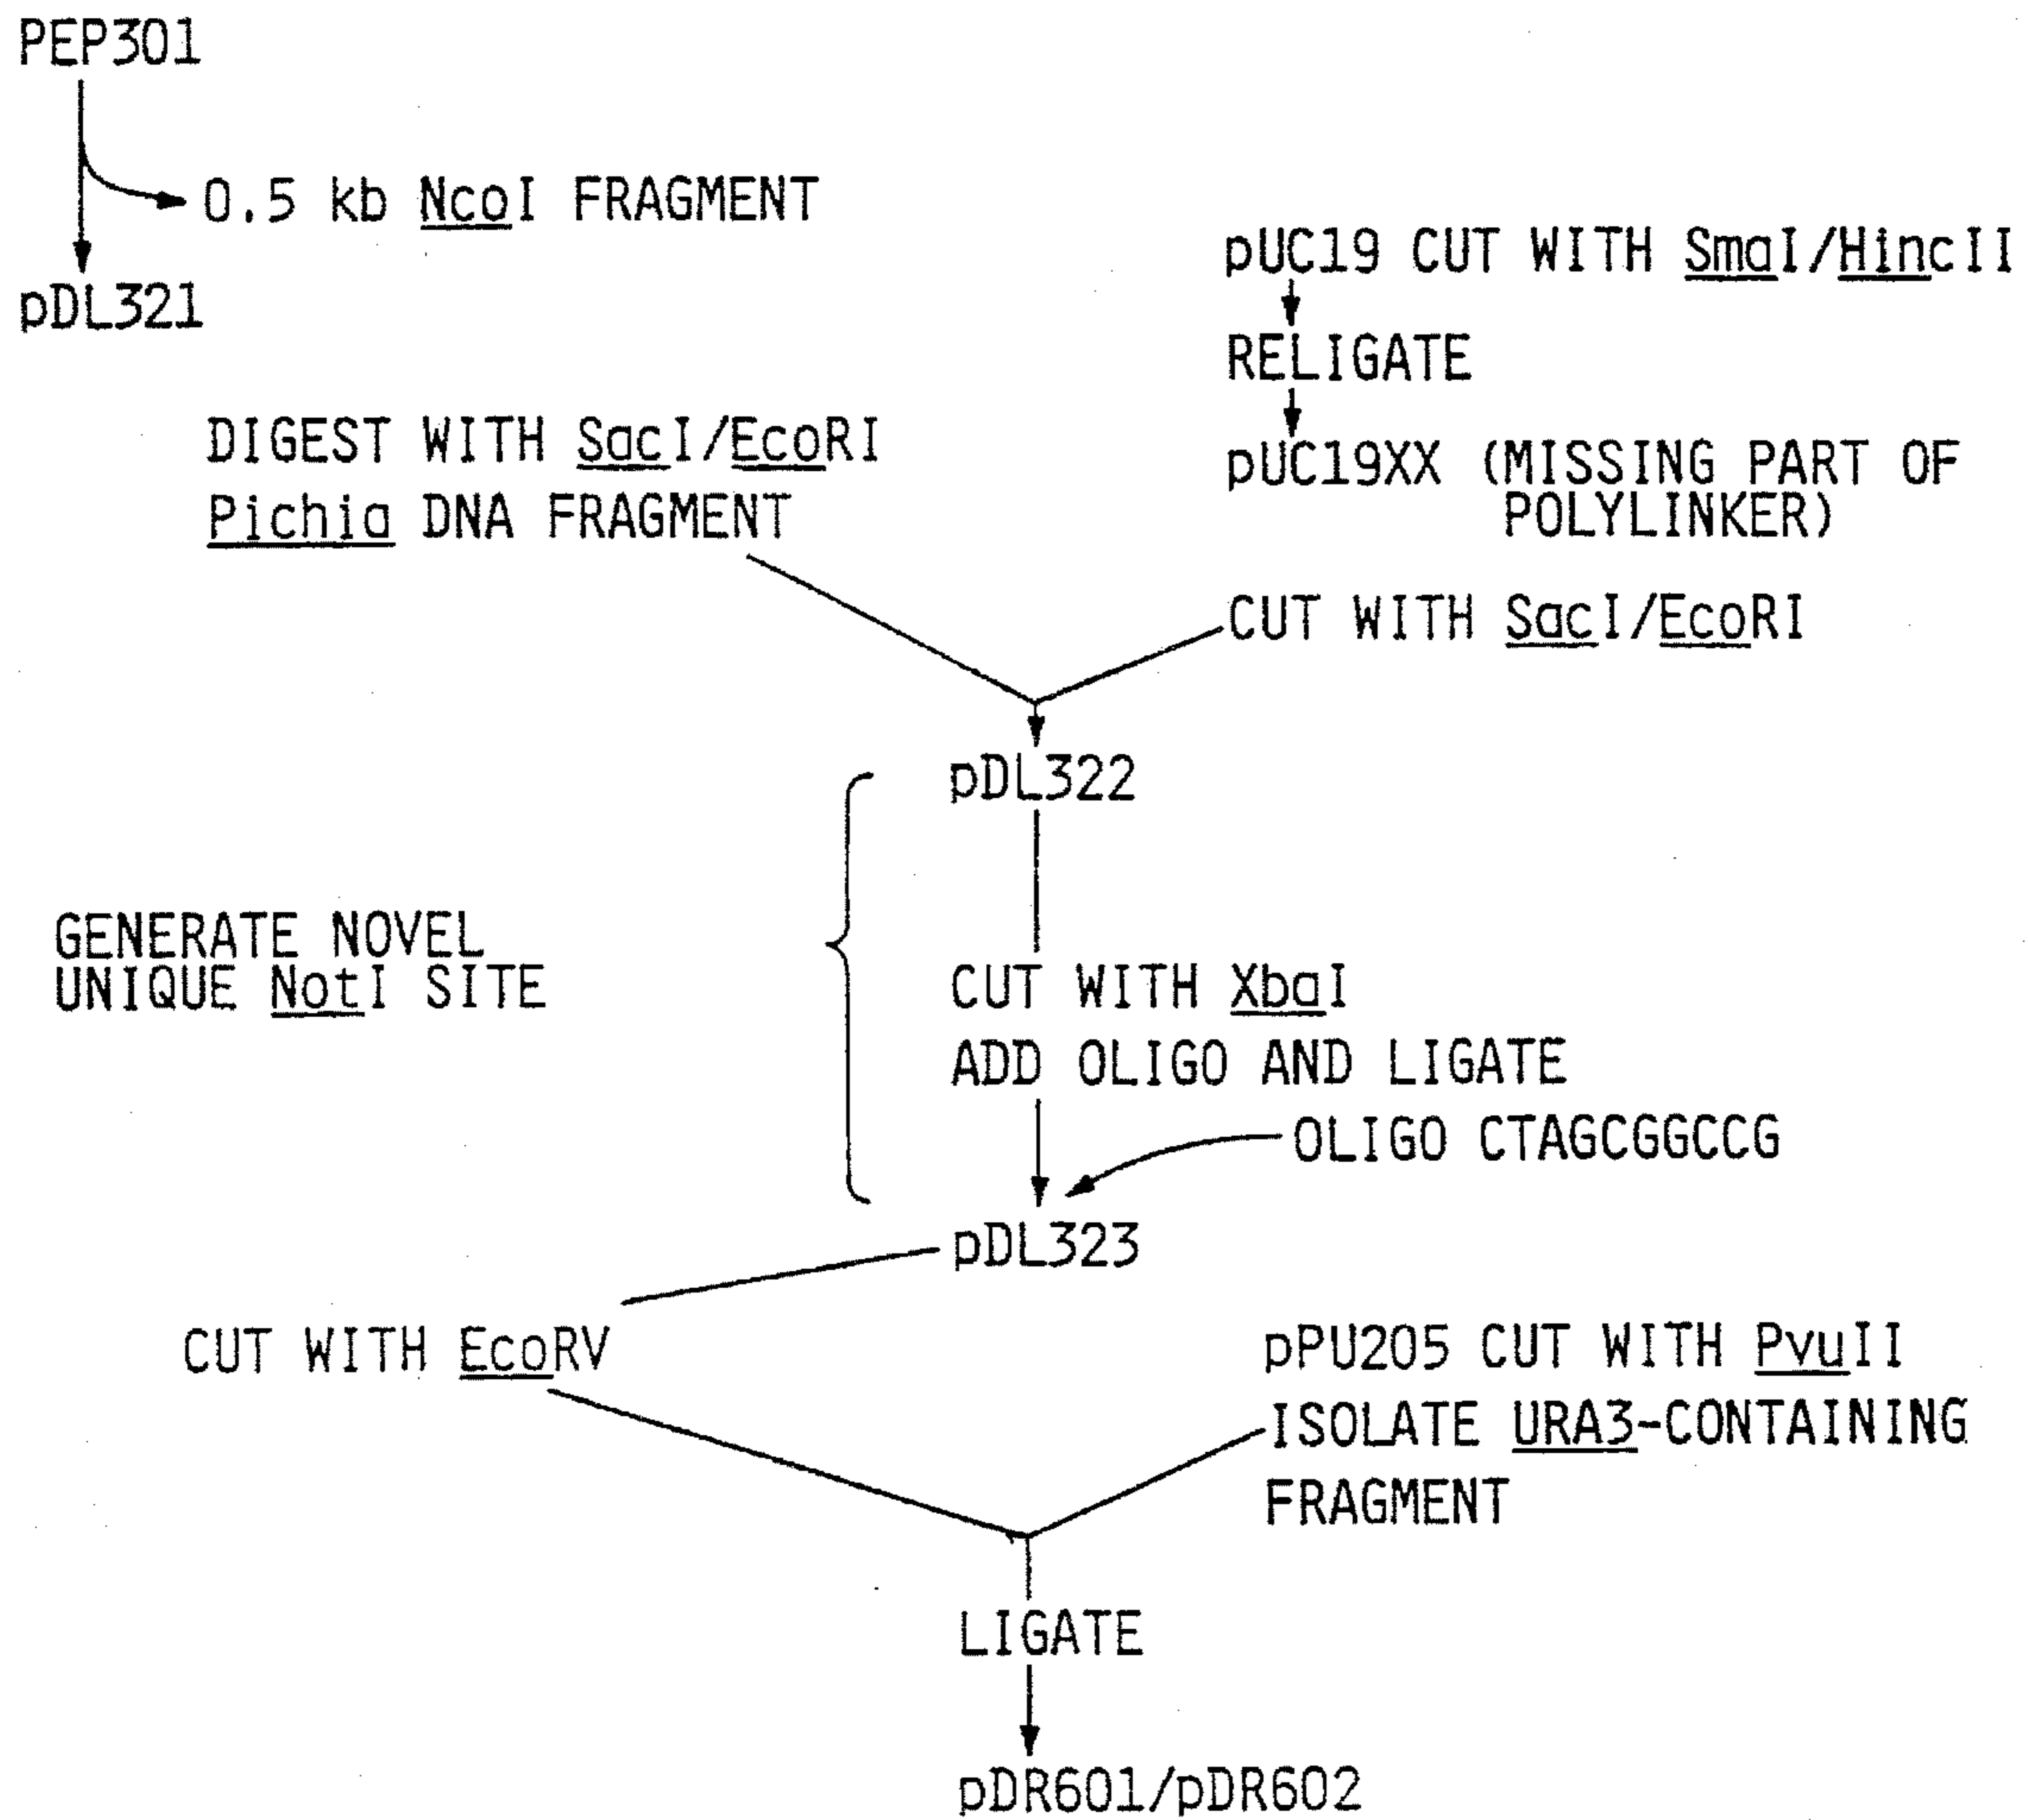 PEP301
0.5 kb NcoI FRAGMENT
pDL321
pUC19 CUT WITH SmaI/HincII
RELIGATE
pUC19XX (MISSING PART OF
POLYLINKER)
DIGEST WITH SacI/EcoRI
Pichia DNA FRAGMENT
CUT WITH SacI/EcoRI
pDL322
GENERATE NOVEL
UNIQUE NotI SITE
CUT WITH XbaI
ADD OLIGO AND LIGATE
OLIGO CTAGCGGCCG
pDL323
CUT WITH EcoRV
pPU205 CUT WITH PvuII
ISOLATE URA3-CONTAINING
FRAGMENT
LIGATE
pDR601/pDR602